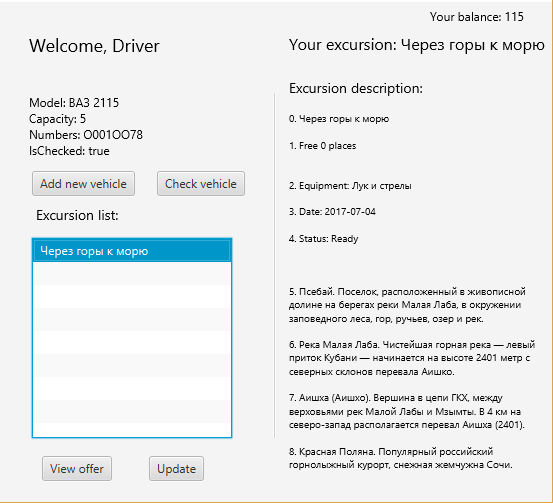 Your balance: 115
Welcome, Driver
Model: ВАЗ 2115
Capacity: 5
Numbers: О001ОО78
IsChecked: true
Add new vehicle
Check vehicle
Excursion list:
Через горы к морю
View offer
Update
Your excursion: Через горы к морю
Excursion description:
0. Через горы к морю
1. Free 0 places
2. Equipment: Лук и стрелы
3. Date: 2017-07-04
4. Status: Ready
5. Псебай. Поселок, расположенный в живописной
долине на берегах реки Малая Лаба, в окружении
заповедного леса, гор, ручьев, озер и рек.
6. Река Малая Лаба. Чистейшая горная река — левый
приток Кубани — начинается на высоте 2401 метр с
северных склонов перевала Аишко.
7. Аишха (Аишхо). Вершина в цепи ГКХ, между
верховьями рек Малой Лабы и Мзымты. В 4 км на
северо-запад располагается перевал Аишха (2401).
8. Красная Поляна. Популярный российский
горнолыжный курорт, снежная жемчужна Сочи.